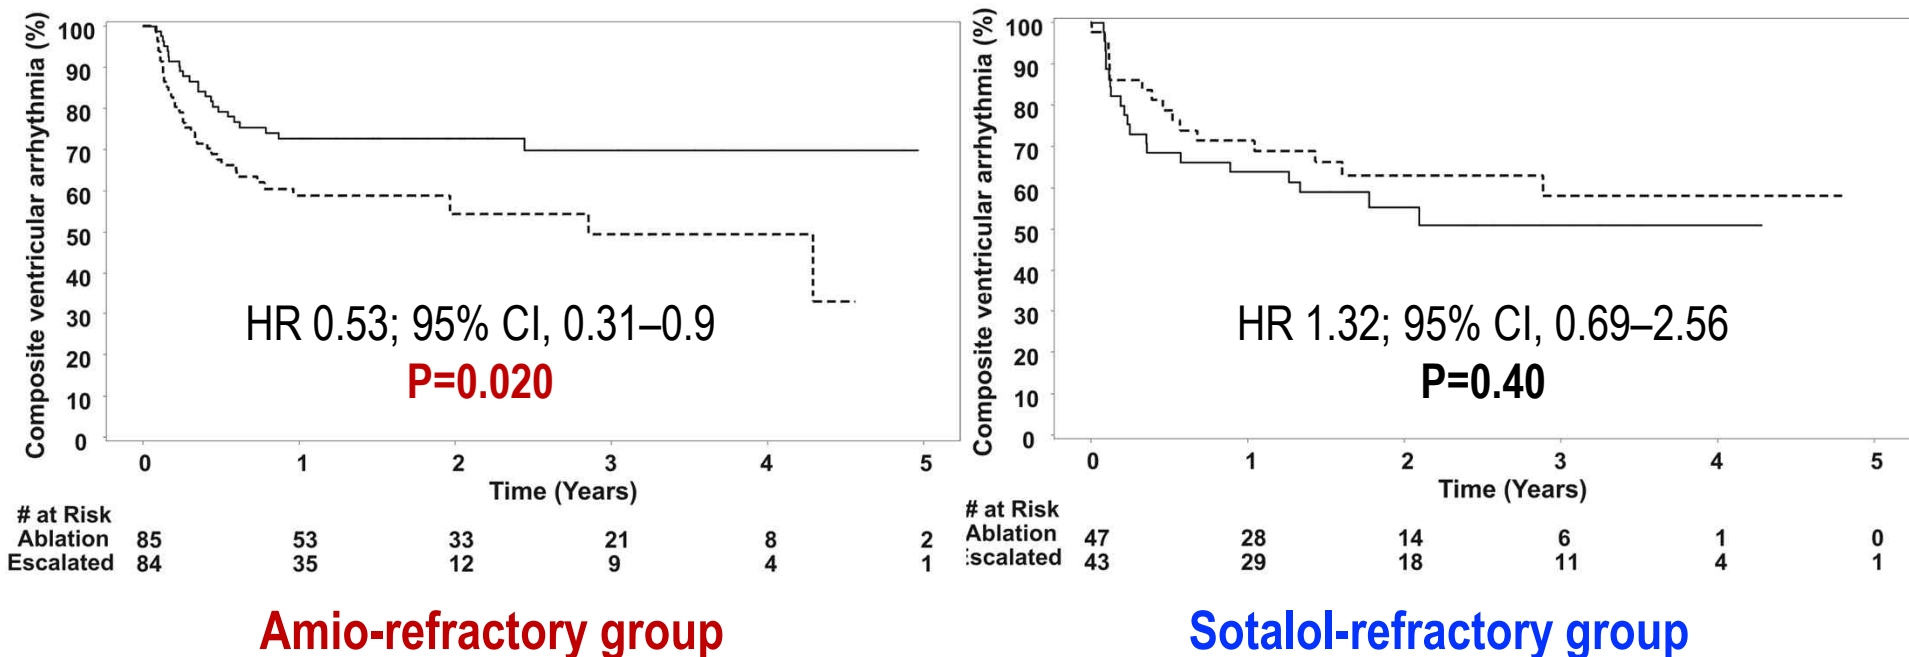 Composite ventricular arrhythmia (%)
100
90
80
70
60
50
40
30
20
10
0
HR 0.53; 95% CI, 0.31–0.9
P=0.020
0 1 2 3 4 5
Time (Years)
# at Risk
Ablation 85 53 33 21 8 2
Escalated 84 35 12 9 4 1
Amio-refractory group
Composite ventricular arrhythmia (%)
100
90
80
70
60
50
40
30
20
10
0
HR 1.32; 95% CI, 0.69–2.56
P=0.40
0 1 2 3 4 5
Time (Years)
# at Risk
Ablation 47 28 14 6 1 0
scalated 43 29 18 11 4 1
Sotalol-refractory group